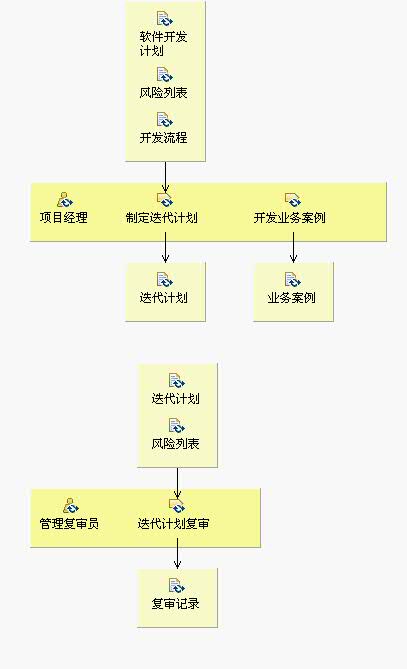 软件开发
计划
风险列表
开发流程
项目经理
制定迭代计划
开发业务案例
迭代计划
业务案例
迭代计划
风险列表
管理复审员
迭代计划复审
复审记录